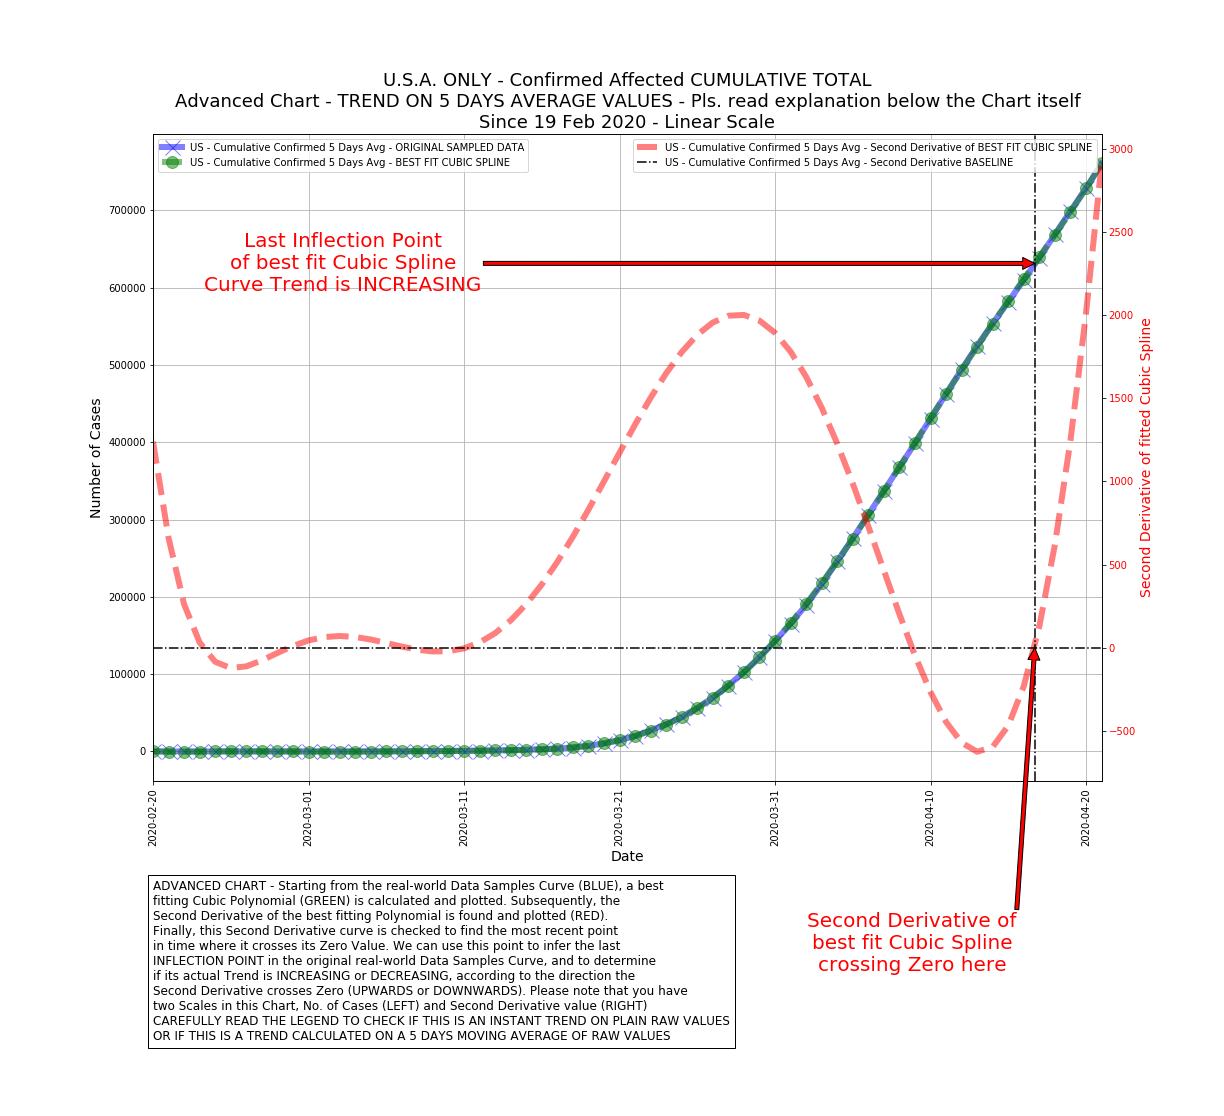 U.S.A. ONLY - Confirmed Affected CUMULATIVE TOTAL
Advanced Chart - TREND ON 5 DAYS AVERAGE VALUES - Pls. read explanation below the Chart itself
Since 19 Feb 2020 - Linear Scale
US - Cumulative Confirmed 5 Days Avg - ORIGINAL SAMPLED DATA
US - Cumulative Confirmed 5 Days Avg - BEST FIT CUBIC SPLINE
US - Cumulative Confirmed 5 Days Avg - Second Derivative of BEST FIT CUBIC SPLINE
US - Cumulative Confirmed 5 Days Avg - Second Derivative BASELINE
Last Inflection Point
of best fit Cubic Spline
Curve Trend is INCREASING
Number of Cases
700000
600000
500000
400000
300000
200000
100000
0
3000
2500
2000
1500
1000
500
0
−500
Second Derivative of fitted Cubic Spline
2020-02-20
2020-03-01
2020-03-11
2020-03-21
2020-03-31
2020-04-10
2020-04-20
Date
Second Derivative of
best fit Cubic Spline
crossing Zero here
ADVANCED CHART - Starting from the real-world Data Samples Curve (BLUE), a best
fitting Cubic Polynomial (GREEN) is calculated and plotted. Subsequently, the
Second Derivative of the best fitting Polynomial is found and plotted (RED).
Finally, this Second Derivative curve is checked to find the most recent point
in time where it crosses its Zero Value. We can use this point to infer the last
INFLECTION POINT in the original real-world Data Samples Curve, and to determine
if its actual Trend is INCREASING or DECREASING, according to the direction the
Second Derivative crosses Zero (UPWARDS or DOWNWARDS). Please note that you have
two Scales in this Chart, No. of Cases (LEFT) and Second Derivative value (RIGHT)
CAREFULLY READ THE LEGEND TO CHECK IF THIS IS AN INSTANT TREND ON PLAIN RAW VALUES
OR IF THIS IS A TREND CALCULATED ON A 5 DAYS MOVING AVERAGE OF RAW VALUES